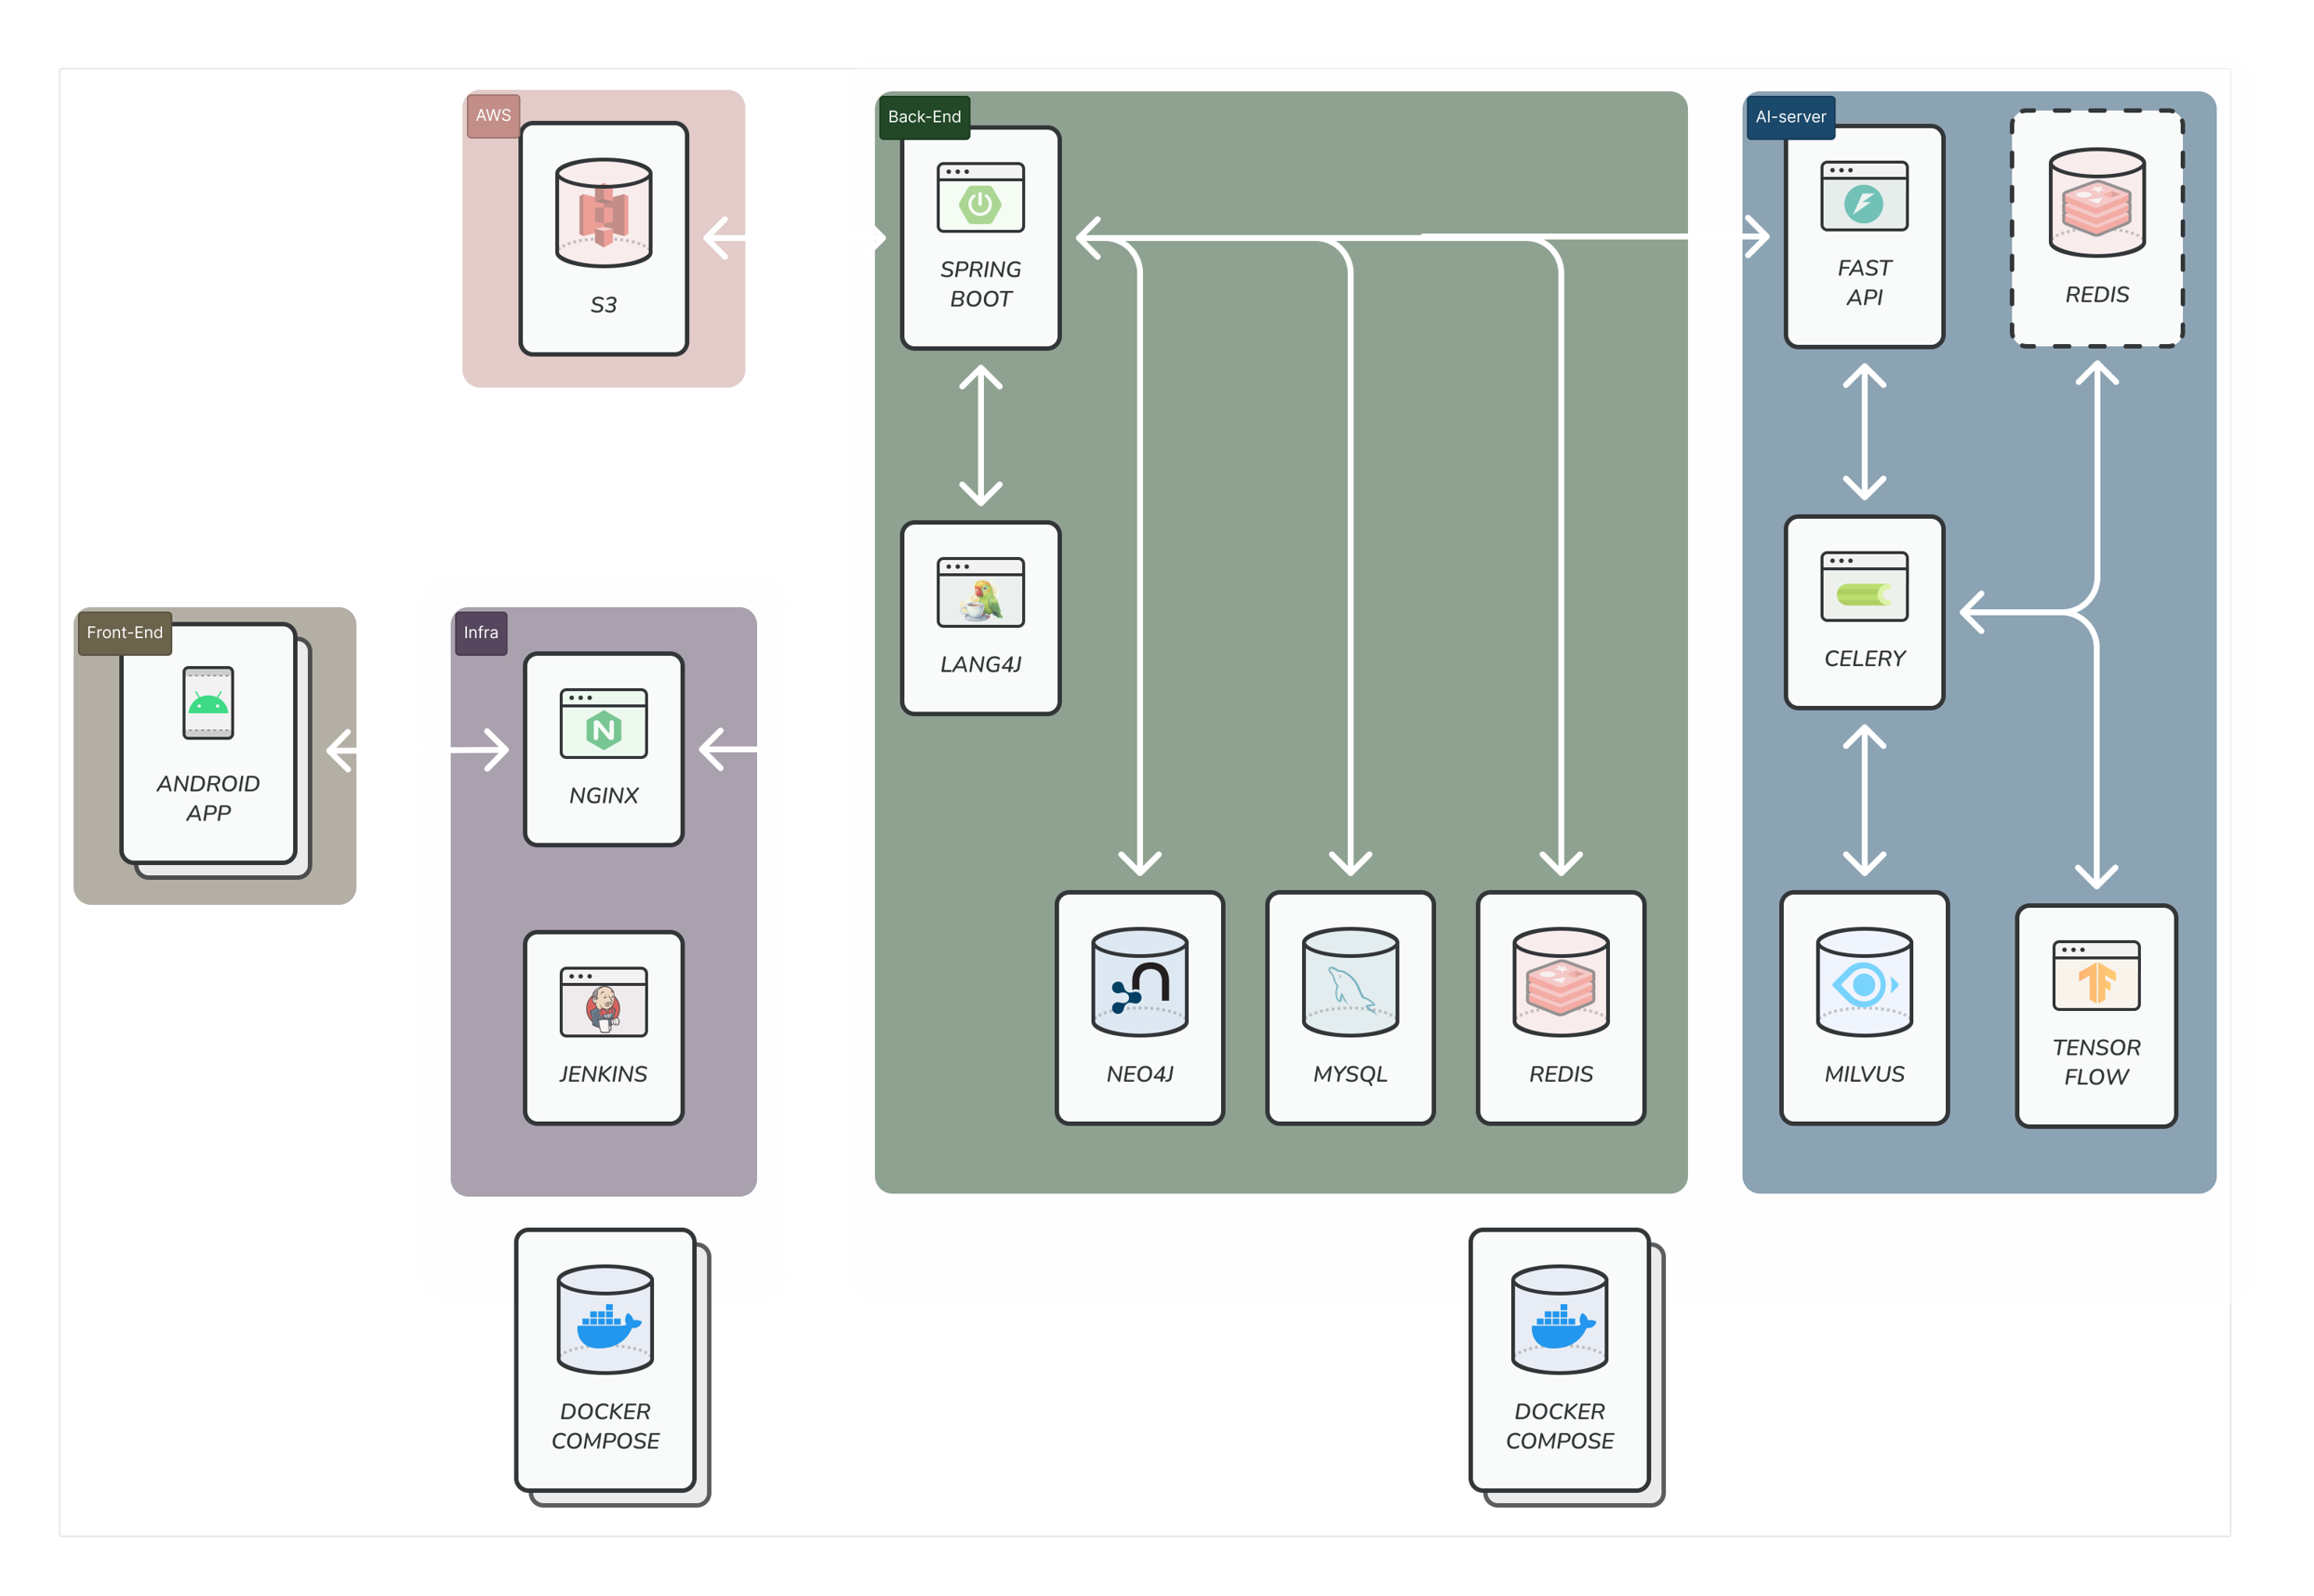 AWS
S3
Back-End
SPRING
BOOT
AI-server
FAST
API
REDIS
LANG4J
CELERY
Front-End
ANDROID
APP
Infra
NGINX
JENKINS
NEO4J
MYSQL
REDIS
MILVUS
TENSOR
FLOW
DOCKER
COMPOSE
DOCKER
COMPOSE